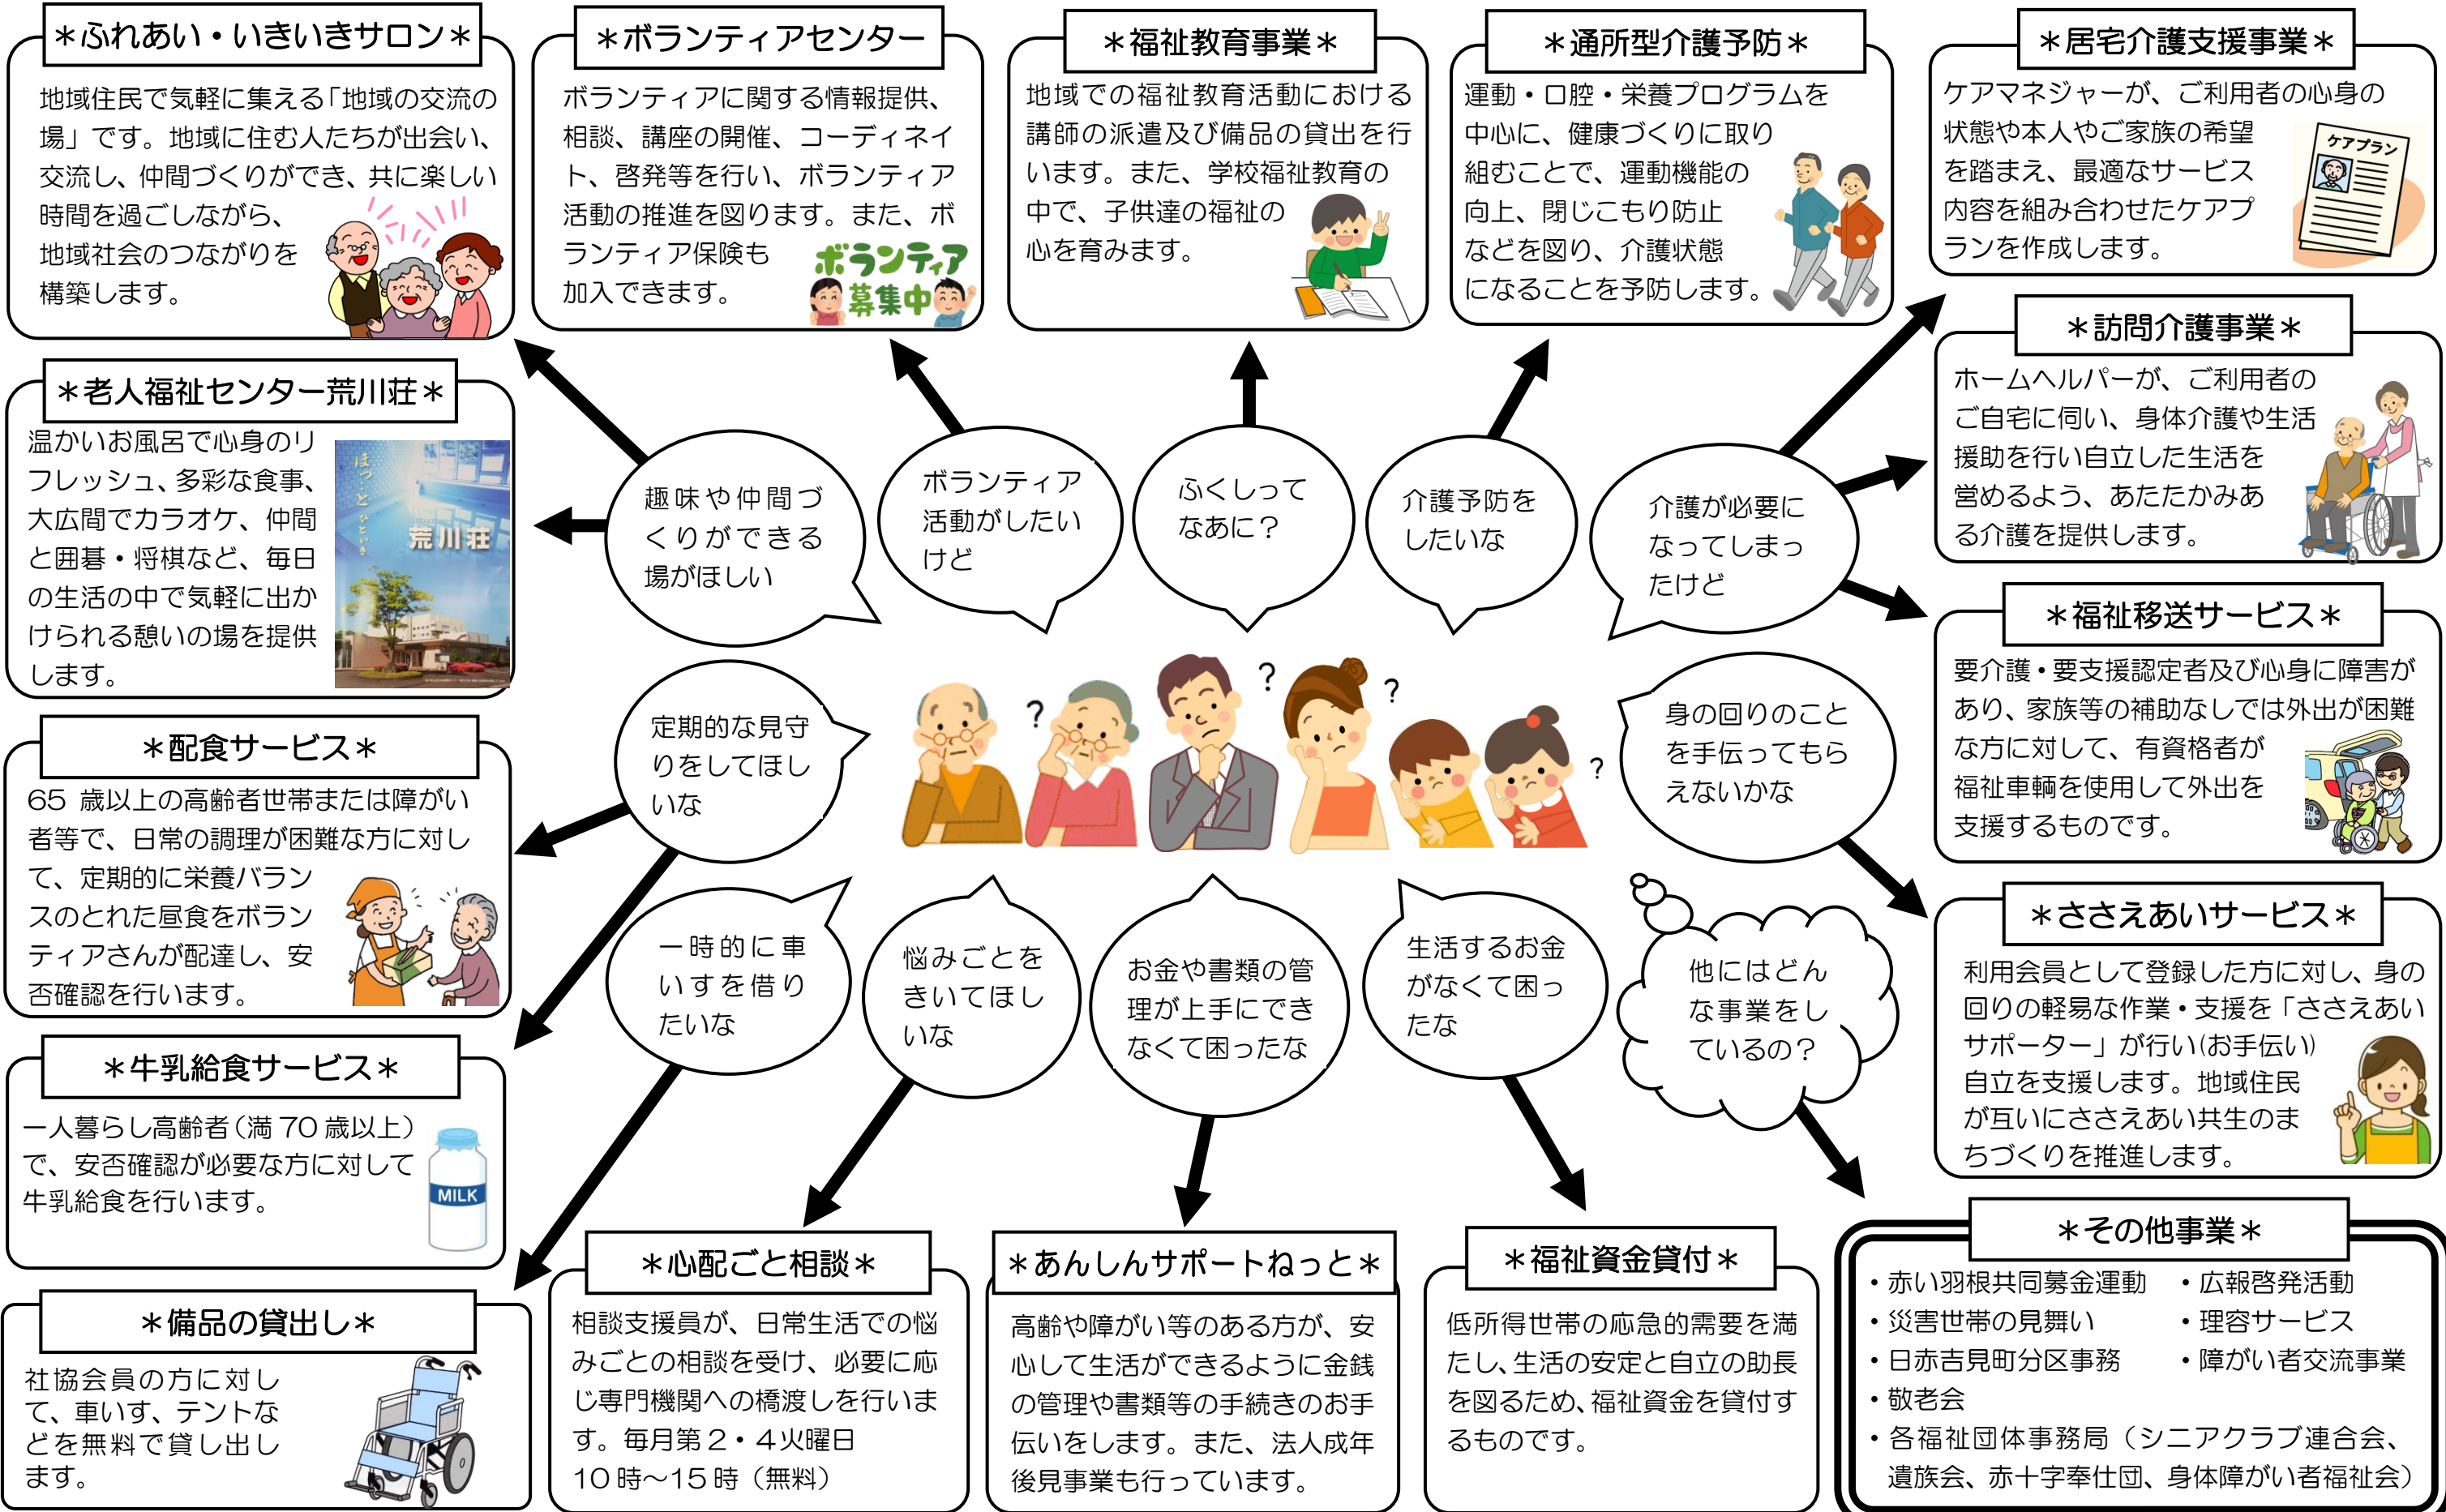 ＊ふれあい・いきいきサロン＊
地域住民で気軽に集える「地域の交流の
場」です。地域に住む人たちが出会い、
交流し、仲間づくりができ、共に楽しい
時間を過ごしながら、
地域社会のつながりを
構築します。
＊ボランティアセンター
ボランティアに関する情報提供、
相談、講座の開催、コーディネイ
ト、啓発等を行い、ボランティア
活動の推進を図ります。また、ボ
ランティア保険も
加入できます。
ボランティア
募集中
＊福祉教育事業＊
地域での福祉教育活動における
講師の派遣及び備品の貸出を行
います。また、学校福祉教育の
中で、子供達の福祉の
心を育みます。
＊通所型介護予防＊
運動・口腔・栄養プログラムを
中心に、健康づくりに取り
組むことで、運動機能の
向上、閉じこもり防止
などを図り、介護状態
になることを予防します。
＊居宅介護支援事業＊
ケアマネジャーが、ご利用者の心身の
状態や本人やご家族の希望
を踏まえ、最適なサービス
内容を組み合わせたケアプ
ランを作成します。
ケアプラン
＊老人福祉センター荒川荘＊
温かいお風呂で心身のリ
フレッシュ、多彩な食事、
大広間でカラオケ、仲間
と囲碁・将棋など、毎日
の生活の中で気軽に出か
けられる憩いの場を提供
します。
ほっと ひといき
荒川荘
趣味や仲間づ
くりができる
場がほしい
ボランティア
活動がしたい
けど
ふくしって
なあに？
介護予防を
したいな
介護が必要に
なってしまっ
たけど
＊訪問介護事業＊
ホームヘルパーが、ご利用者の
ご自宅に伺い、身体介護や生活
援助を行い自立した生活を
営めるよう、あたたかみあ
る介護を提供します。
＊福祉移送サービス＊
要介護・要支援認定者及び心身に障害が
あり、家族等の補助なしでは外出が困難
な方に対して、有資格者が
福祉車輌を使用して外出を
支援するものです。
定期的な見守
りをしてほし
いな
?
?
?
?
身の回りのこと
を手伝ってもら
えないかな
＊配食サービス＊
65 歳以上の高齢者世帯または障がい
者等で、日常の調理が困難な方に対し
て、定期的に栄養バラン
スのとれた昼食をボラン
ティアさんが配達し、安
否確認を行います。
一時的に車
いすを借り
たいな
悩みごとを
きいてほし
いな
お金や書類の管
理が上手にでき
なくて困ったな
生活するお金
がなくて困っ
たな
他にはどん
な事業をし
ているの？
＊ささえあいサービス＊
利用会員として登録した方に対し、身の
回りの軽易な作業・支援を「ささえあい
サポーター」が行い(お手伝い)
自立を支援します。地域住民
が互いにささえあい共生のま
ちづくりを推進します。
＊牛乳給食サービス＊
一人暮らし高齢者（満 70 歳以上）
で、安否確認が必要な方に対して
牛乳給食を行います。
MILK
＊備品の貸出し＊
社協会員の方に対し
て、車いす、テントな
どを無料で貸し出し
ます。
＊心配ごと相談＊
相談支援員が、日常生活での悩
みごとの相談を受け、必要に応
じ専門機関への橋渡しを行いま
す。毎月第２・４火曜日
10 時～15 時（無料）
＊あんしんサポートねっと＊
高齢や障がい等のある方が、安
心して生活ができるように金銭
の管理や書類等の手続きのお手
伝いをします。また、法人成年
後見事業も行っています。
＊福祉資金貸付＊
低所得世帯の応急的需要を満
たし、生活の安定と自立の助長
を図るため、福祉資金を貸付す
るものです。
＊その他事業＊
・赤い羽根共同募金運動 ・広報啓発活動
・災害世帯の見舞い ・理容サービス
・日赤吉見町分区事務 ・障がい者交流事業
・敬老会
・各福祉団体事務局（シニアクラブ連合会、
遺族会、赤十字奉仕団、身体障がい者福祉会）